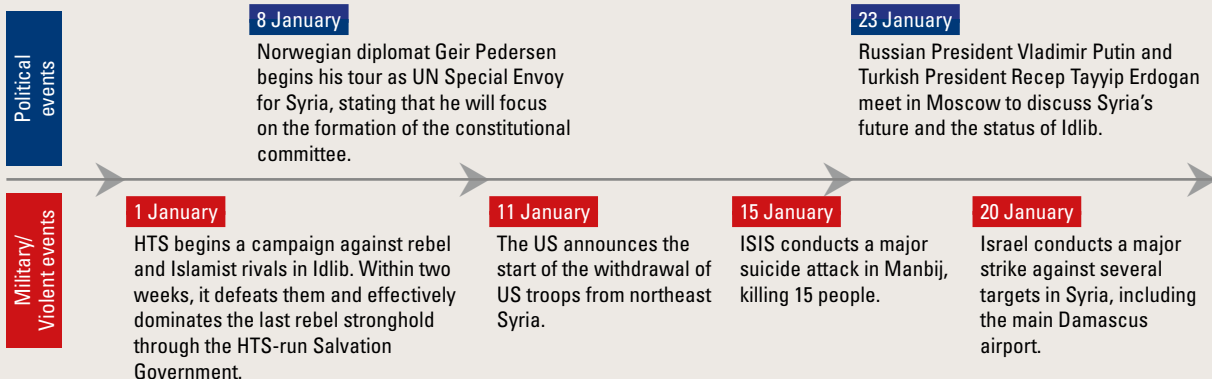 Political
events
8 January
Norwegian diplomat Geir Pedersen
begins his tour as UN Special Envoy
for Syria, stating that he will focus
on the formation of the constitutional
committee.
23 January
Russian President Vladimir Putin and
Turkish President Recep Tayyip Erdogan
meet in Moscow to discuss Syria's
future and the status of Idlib.
Military/
Violent events
1 January
HTS begins a campaign against rebel
and Islamist rivals in Idlib. Within two
weeks, it defeats them and effectively
dominates the last rebel stronghold
through the HTS-run Salvation
Government.
11 January
The US announces the
start of the withdrawal of
US troops from northeast
Syria.
15 January
ISIS conducts a major
suicide attack in Manbij,
killing 15 people.
20 January
Israel conducts a major
strike against several
targets in Syria, including
the main Damascus
airport.